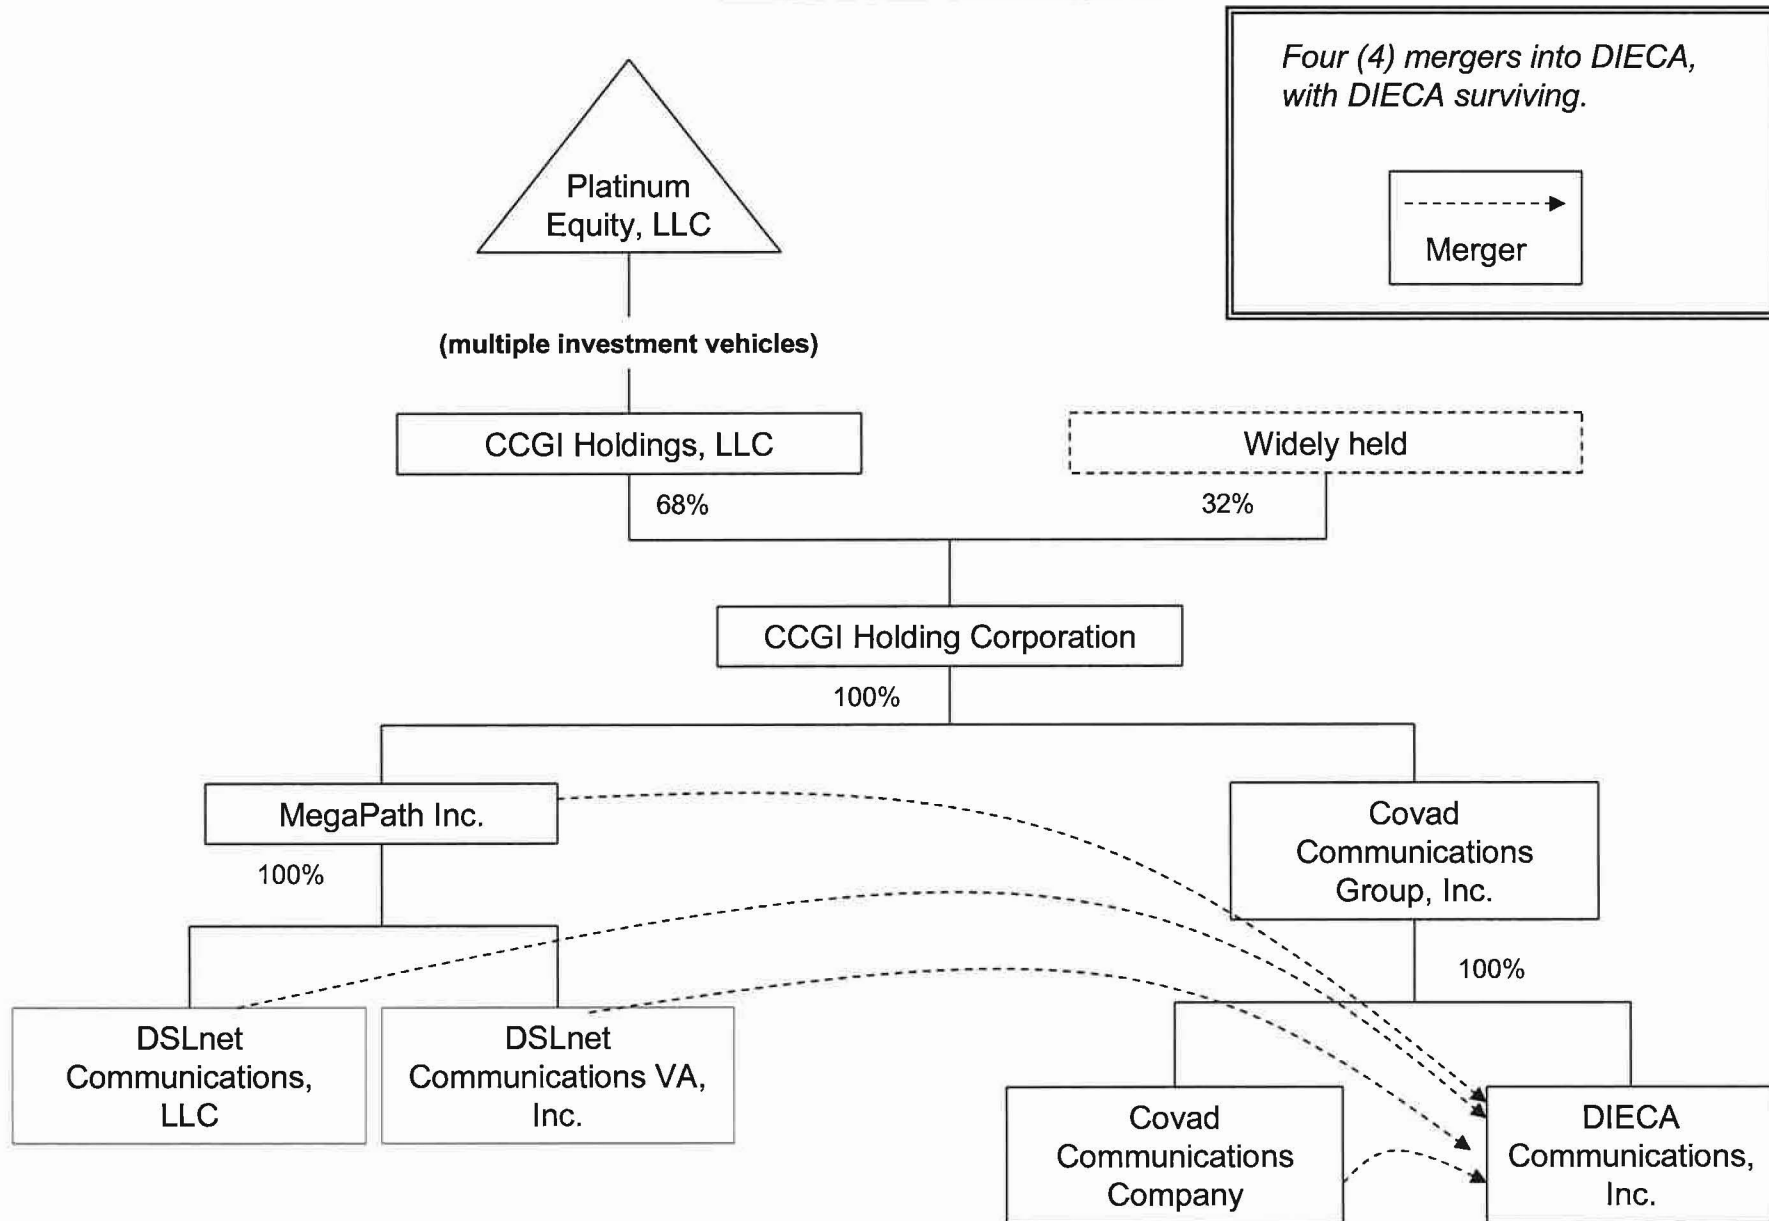 Four (4) mergers into DIECA,
with DIECA surviving.
Merger
Platinum
Equity, LLC
(multiple investment vehicles)
CCGI Holdings, LLC
Widely held
68%
32%
CCGI Holding Corporation
100%
MegaPath Inc.
Covad
Communications
Group, Inc.
100%
100%
DSLnet
Communications,
LLC
DSLnet
Communications VA,
Inc.
Covad
Communications
Company
DIECA
Communications,
Inc.